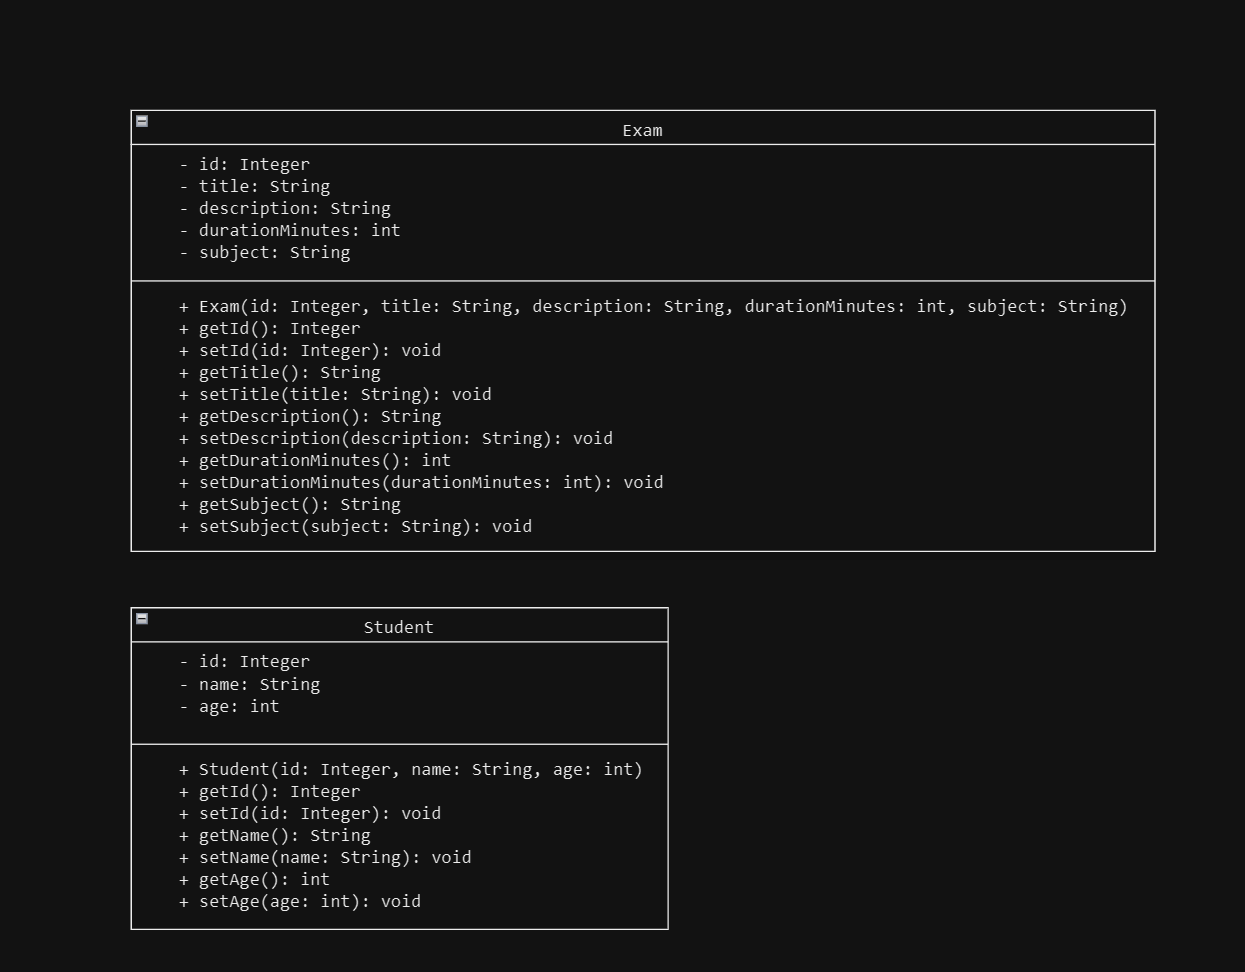 Exam
- id: Integer
- title: String
- description: String
- durationMinutes: int
- subject: String
+ Exam(id: Integer, title: String, description: String, durationMinutes: int, subject: String)
+ getId(): Integer
+ setId(id: Integer): void
+ getTitle(): String
+ setTitle(title: String): void
+ getDescription(): String
+ setDescription(description: String): void
+ getDurationMinutes(): int
+ setDurationMinutes(durationMinutes: int): void
+ getSubject(): String
+ setSubject(subject: String): void
Student
- id: Integer
- name: String
- age: int
+ Student(id: Integer, name: String, age: int)
+ getId(): Integer
+ setId(id: Integer): void
+ getName(): String
+ setName(name: String): void
+ getAge(): int
+ setAge(age: int): void